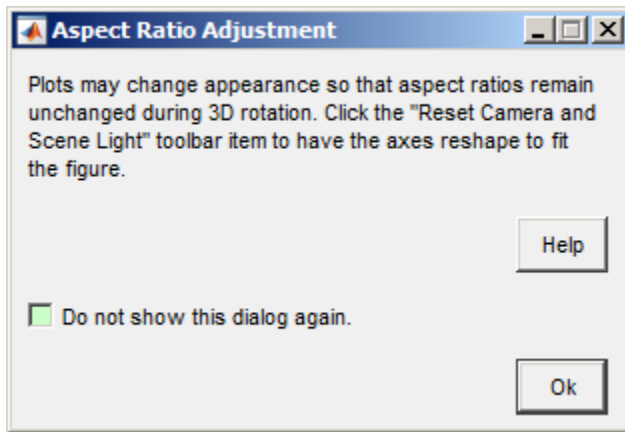 Aspect Ratio Adjustment
Plots may change appearance so that aspect ratios remain
unchanged during 3D rotation. Click the "Reset Camera and
Scene Light" toolbar item to have the axes reshape to fit
the figure.
Help
Do not show this dialog again.
Ok